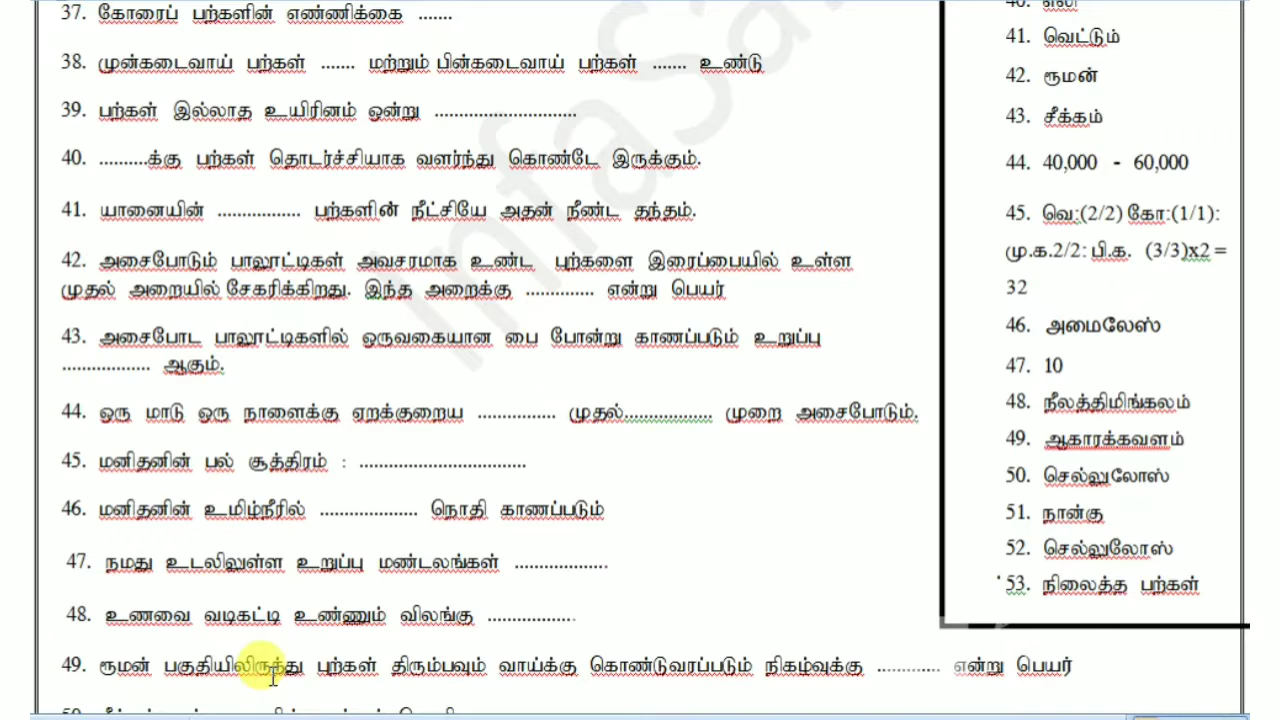 37. கோரைப் பற்களின் எண்ணிக்கை .......
38. முன்கடைவாய் பற்கள் ....... மற்றும் பின்கடைவாய் பற்கள் ....... உண்டு
39. பற்கள் இல்லாத உயிரினம் ஒன்று .............................
40. ..........க்கு பற்கள் தொடர்ச்சியாக வளர்ந்து கொண்டே இருக்கும்.
41. யானையின் ................. பற்களின் நீட்சியே அதன் நீண்ட தந்தம்.
42. அசைபோடும் பாலூட்டிகள் அவசரமாக உண்ட புற்களை இரைப்பையில் உள்ள
முதல் அறையில் சேகரிக்கிறது. இந்த அறைக்கு .............. என்று பெயர்
43. அசைபோட பாலூட்டிகளில் ஒருவகையான பை போன்று காணப்படும் உறுப்பு
.................. ஆகும்.
44. ஒரு மாடு ஒரு நாளைக்கு ஏறக்குறைய ................ முதல்.................. முறை அசைபோடும்.
45. மனிதனின் பல் சூத்திரம் : ..................................
46. மனிதனின் உமிழ்நீரில் .................... நொதி காணப்படும்
47. நமது உடலிலுள்ள உறுப்பு மண்டலங்கள் ...................
48. உணவை வடிகட்டி உண்ணும் விலங்கு ..................
49. ரூமன் பகுதியிலிருந்து புற்கள் திரும்பவும் வாய்க்கு கொண்டுவரப்படும் நிகழ்வுக்கு ............. என்று பெயர்
40. எலி
41. வெட்டும்
42. ரூமன்
43. சீக்கம்
44. 40,000 - 60,000
45. வெ:(2/2) கோ:(1/1):
மு.க.2/2: பி.க. (3/3)x2 =
32
46. அமைலேஸ்
47. 10
48. நீலத்திமிங்கலம்
49. ஆகாரக்கவளம்
50. செல்லுலோஸ்
51. நான்கு
52. செல்லுலோஸ்
53. நிலைத்த பற்கள்